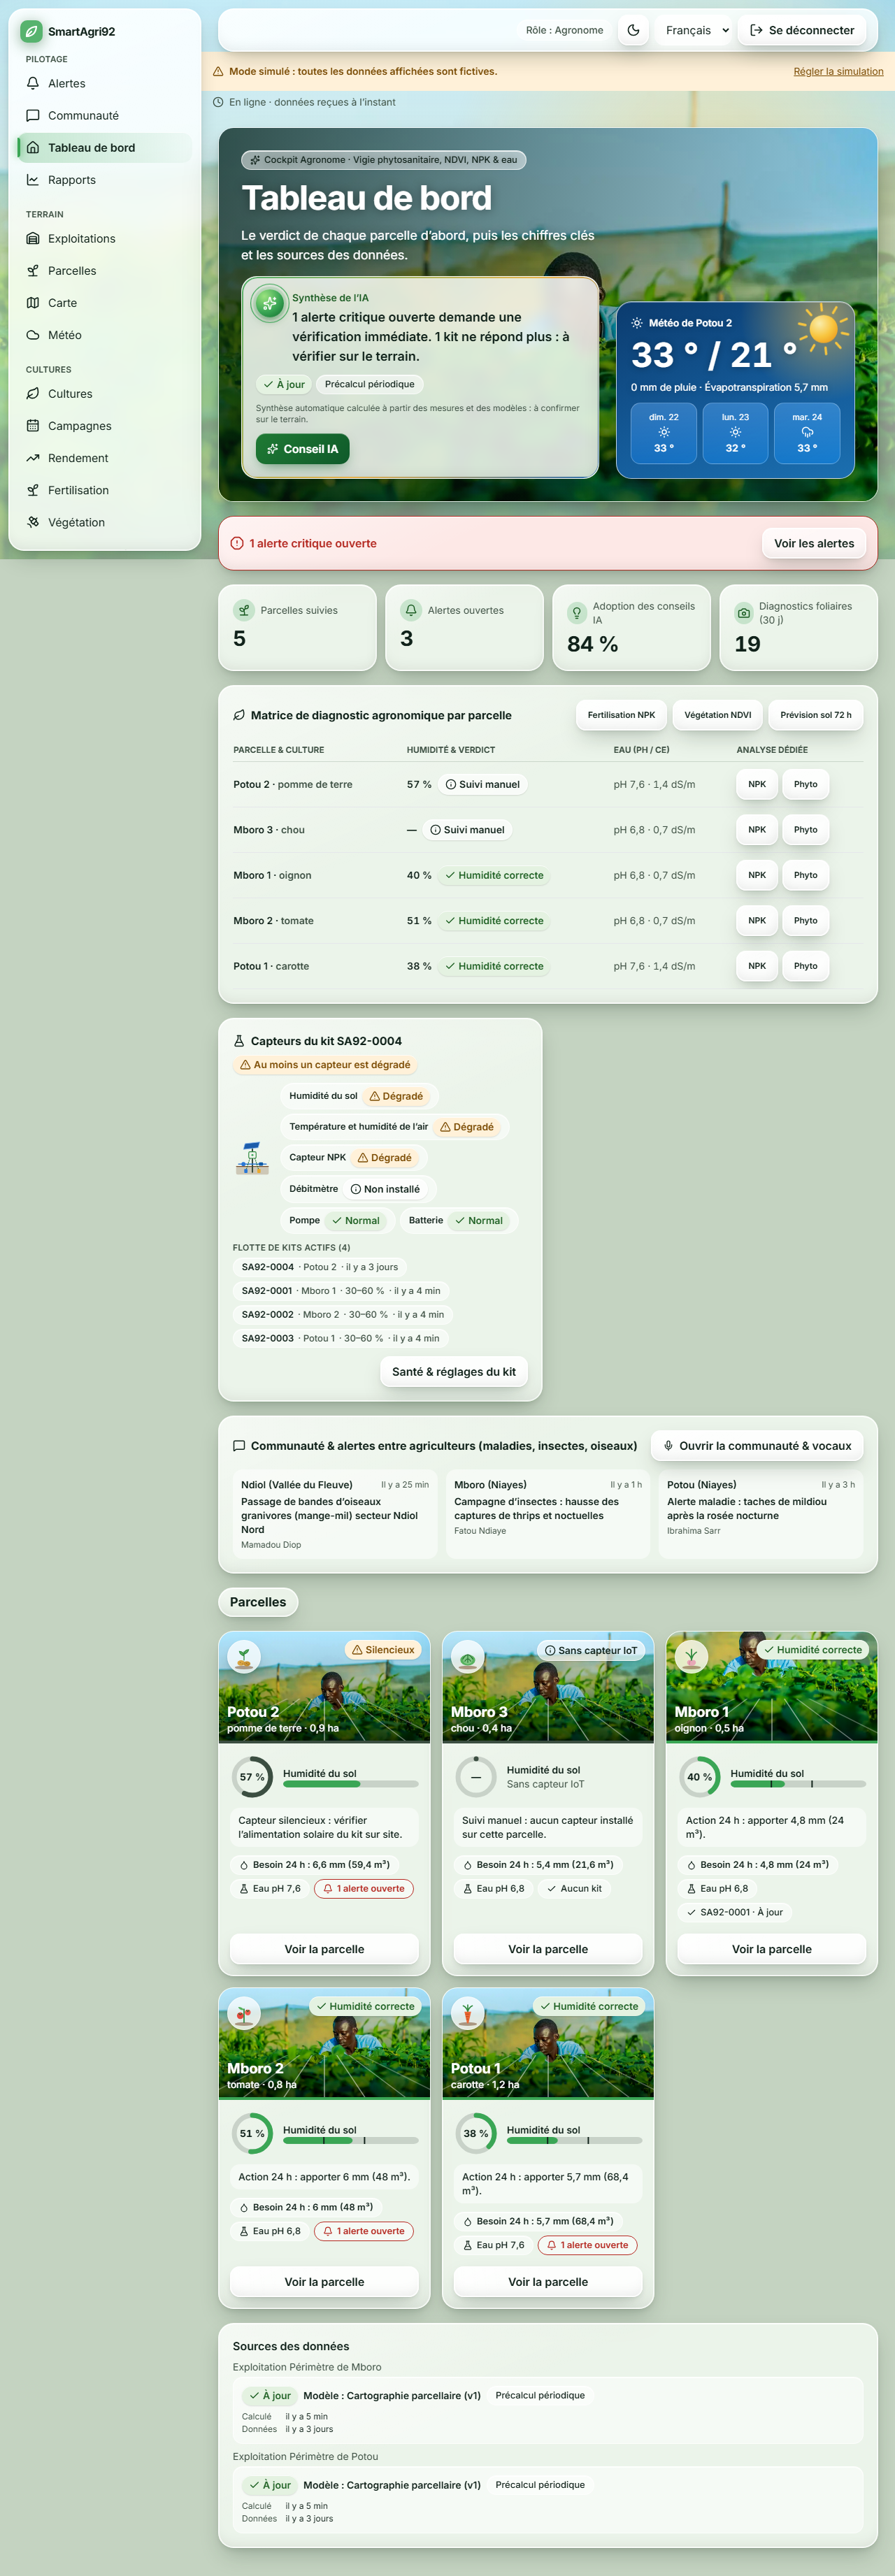 SmartAgri92
PILOTAGE
Alertes
Communauté
Tableau de bord
Rapports
TERRAIN
Exploitations
Parcelles
Carte
Météo
CULTURES
Cultures
Campagnes
Rendement
Fertilisation
Végétation
Rôle : Agronome
Français
Se déconnecter
Mode simulé : toutes les données affichées sont fictives.
Régler la simulation
En ligne · données reçues à l’instant
Cockpit Agronome · Vigie phytosanitaire, NDVI, NPK & eau
Tableau de bord
Le verdict de chaque parcelle d’abord, puis les chiffres clés
et les sources des données.
Synthèse de l’IA
1 alerte critique ouverte demande une
vérification immédiate. 1 kit ne répond plus : à
vérifier sur le terrain.
À jour
Précalcul périodique
Synthèse automatique calculée à partir des mesures et des modèles : à confirmer
sur le terrain.
Conseil IA
Météo de Potou 2
33 ° / 21 °
0 mm de pluie · Évapotranspiration 5,7 mm
dim. 22
33 °
lun. 23
32 °
mar. 24
33 °
1 alerte critique ouverte
Voir les alertes
Parcelles suivies
5
Alertes ouvertes
3
Adoption des conseils
IA
84 %
Diagnostics foliaires
(30 j)
19
Matrice de diagnostic agronomique par parcelle
Fertilisation NPK
Végétation NDVI
Prévision sol 72 h
PARCELLE & CULTURE HUMIDITÉ & VERDICT EAU (PH / CE) ANALYSE DÉDIÉE
Potou 2 · pomme de terre 57 % Suivi manuel pH 7,6 · 1,4 dS/m NPK Phyto
Mboro 3 · chou — Suivi manuel pH 6,8 · 0,7 dS/m NPK Phyto
Mboro 1 · oignon 40 % Humidité correcte pH 6,8 · 0,7 dS/m NPK Phyto
Mboro 2 · tomate 51 % Humidité correcte pH 6,8 · 0,7 dS/m NPK Phyto
Potou 1 · carotte 38 % Humidité correcte pH 7,6 · 1,4 dS/m NPK Phyto
Capteurs du kit SA92-0004
Au moins un capteur est dégradé
Humidité du sol Dégradé
Température et humidité de l’air Dégradé
Capteur NPK Dégradé
Débitmètre Non installé
Pompe Normal Batterie Normal
FLOTTE DE KITS ACTIFS (4)
SA92-0004 · Potou 2 · il y a 3 jours
SA92-0001 · Mboro 1 · 30–60 % · il y a 4 min
SA92-0002 · Mboro 2 · 30–60 % · il y a 4 min
SA92-0003 · Potou 1 · 30–60 % · il y a 4 min
Santé & réglages du kit
Communauté & alertes entre agriculteurs (maladies, insectes, oiseaux)
Ouvrir la communauté & vocaux
Ndiol (Vallée du Fleuve) Il y a 25 min
Passage de bandes d’oiseaux
granivores (mange-mil) secteur Ndiol
Nord
Mamadou Diop
Mboro (Niayes) Il y a 1 h
Campagne d’insectes : hausse des
captures de thrips et noctuelles
Fatou Ndiaye
Potou (Niayes) Il y a 3 h
Alerte maladie : taches de mildiou
après la rosée nocturne
Ibrahima Sarr
Parcelles
Silencieux
Potou 2
pomme de terre · 0,9 ha
57 %
Humidité du sol
Capteur silencieux : vérifier
l’alimentation solaire du kit sur site.
Besoin 24 h : 6,6 mm (59,4 m³)
Eau pH 7,6
1 alerte ouverte
Voir la parcelle
Sans capteur IoT
Mboro 3
chou · 0,4 ha
—
Humidité du sol
Sans capteur IoT
Suivi manuel : aucun capteur installé
sur cette parcelle.
Besoin 24 h : 5,4 mm (21,6 m³)
Eau pH 6,8
Aucun kit
Voir la parcelle
Humidité correcte
Mboro 1
oignon · 0,5 ha
40 %
Humidité du sol
Action 24 h : apporter 4,8 mm (24
m³).
Besoin 24 h : 4,8 mm (24 m³)
Eau pH 6,8
SA92-0001 · À jour
Voir la parcelle
Humidité correcte
Mboro 2
tomate · 0,8 ha
51 %
Humidité du sol
Action 24 h : apporter 6 mm (48 m³).
Besoin 24 h : 6 mm (48 m³)
Eau pH 6,8
1 alerte ouverte
Voir la parcelle
Humidité correcte
Potou 1
carotte · 1,2 ha
38 %
Humidité du sol
Action 24 h : apporter 5,7 mm (68,4
m³).
Besoin 24 h : 5,7 mm (68,4 m³)
Eau pH 7,6
1 alerte ouverte
Voir la parcelle
Sources des données
Exploitation Périmètre de Mboro
À jour Modèle : Cartographie parcellaire (v1) Précalcul périodique
Calculé il y a 5 min
Données il y a 3 jours
Exploitation Périmètre de Potou
À jour Modèle : Cartographie parcellaire (v1) Précalcul périodique
Calculé il y a 5 min
Données il y a 3 jours